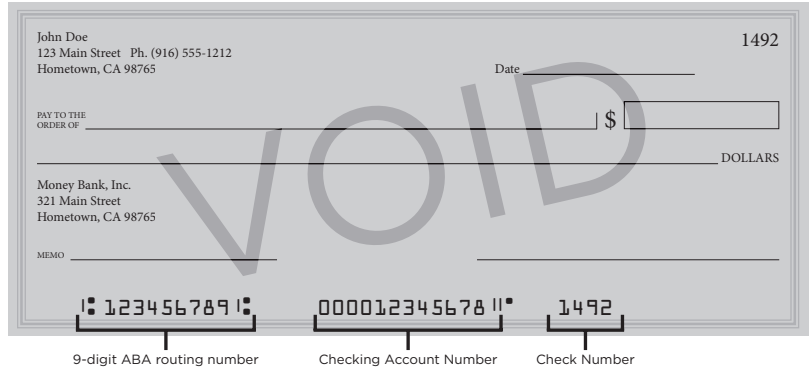 John Doe
1492
123 Main Street Ph. (916) 555-1212
Hometown, CA 98765
Date
PAY TO THE
ORDER OF
$
DOLLARS
VOID
Money Bank, Inc.
321 Main Street
Hometown, CA 98765
MEMO
⑆123456789⑆ 000012345678⑈ 1492
9-digit ABA routing number Checking Account Number Check Number